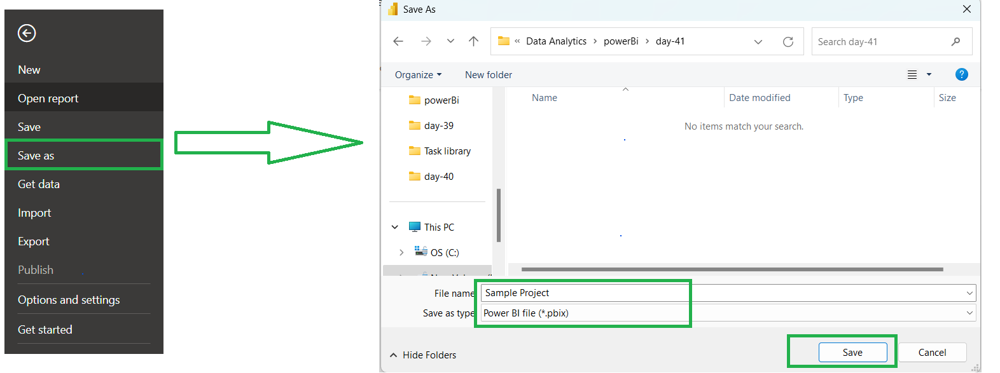 New
Open report
Save
Save as
Get data
Import
Export
Publish
Options and settings
Get started
Save As
« Data Analytics > powerBi > day-41
Search day-41
Organize
New folder
?
powerBi
day-39
Task library
day-40
This PC
OS (C:)
Name
Date modified
Type
Size
No items match your search.
File name
Sample Project
Save as type
Power BI file (*.pbix)
Hide Folders
Save
Cancel